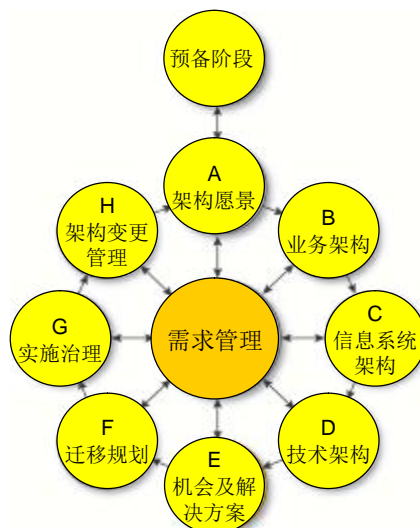 预备阶段
A
架构愿景
H
架构变更
管理
B
业务架构
G
实施治理
需求管理
C
信息系统
架构
F
迁移规划
D
技术架构
E
机会及解
决方案